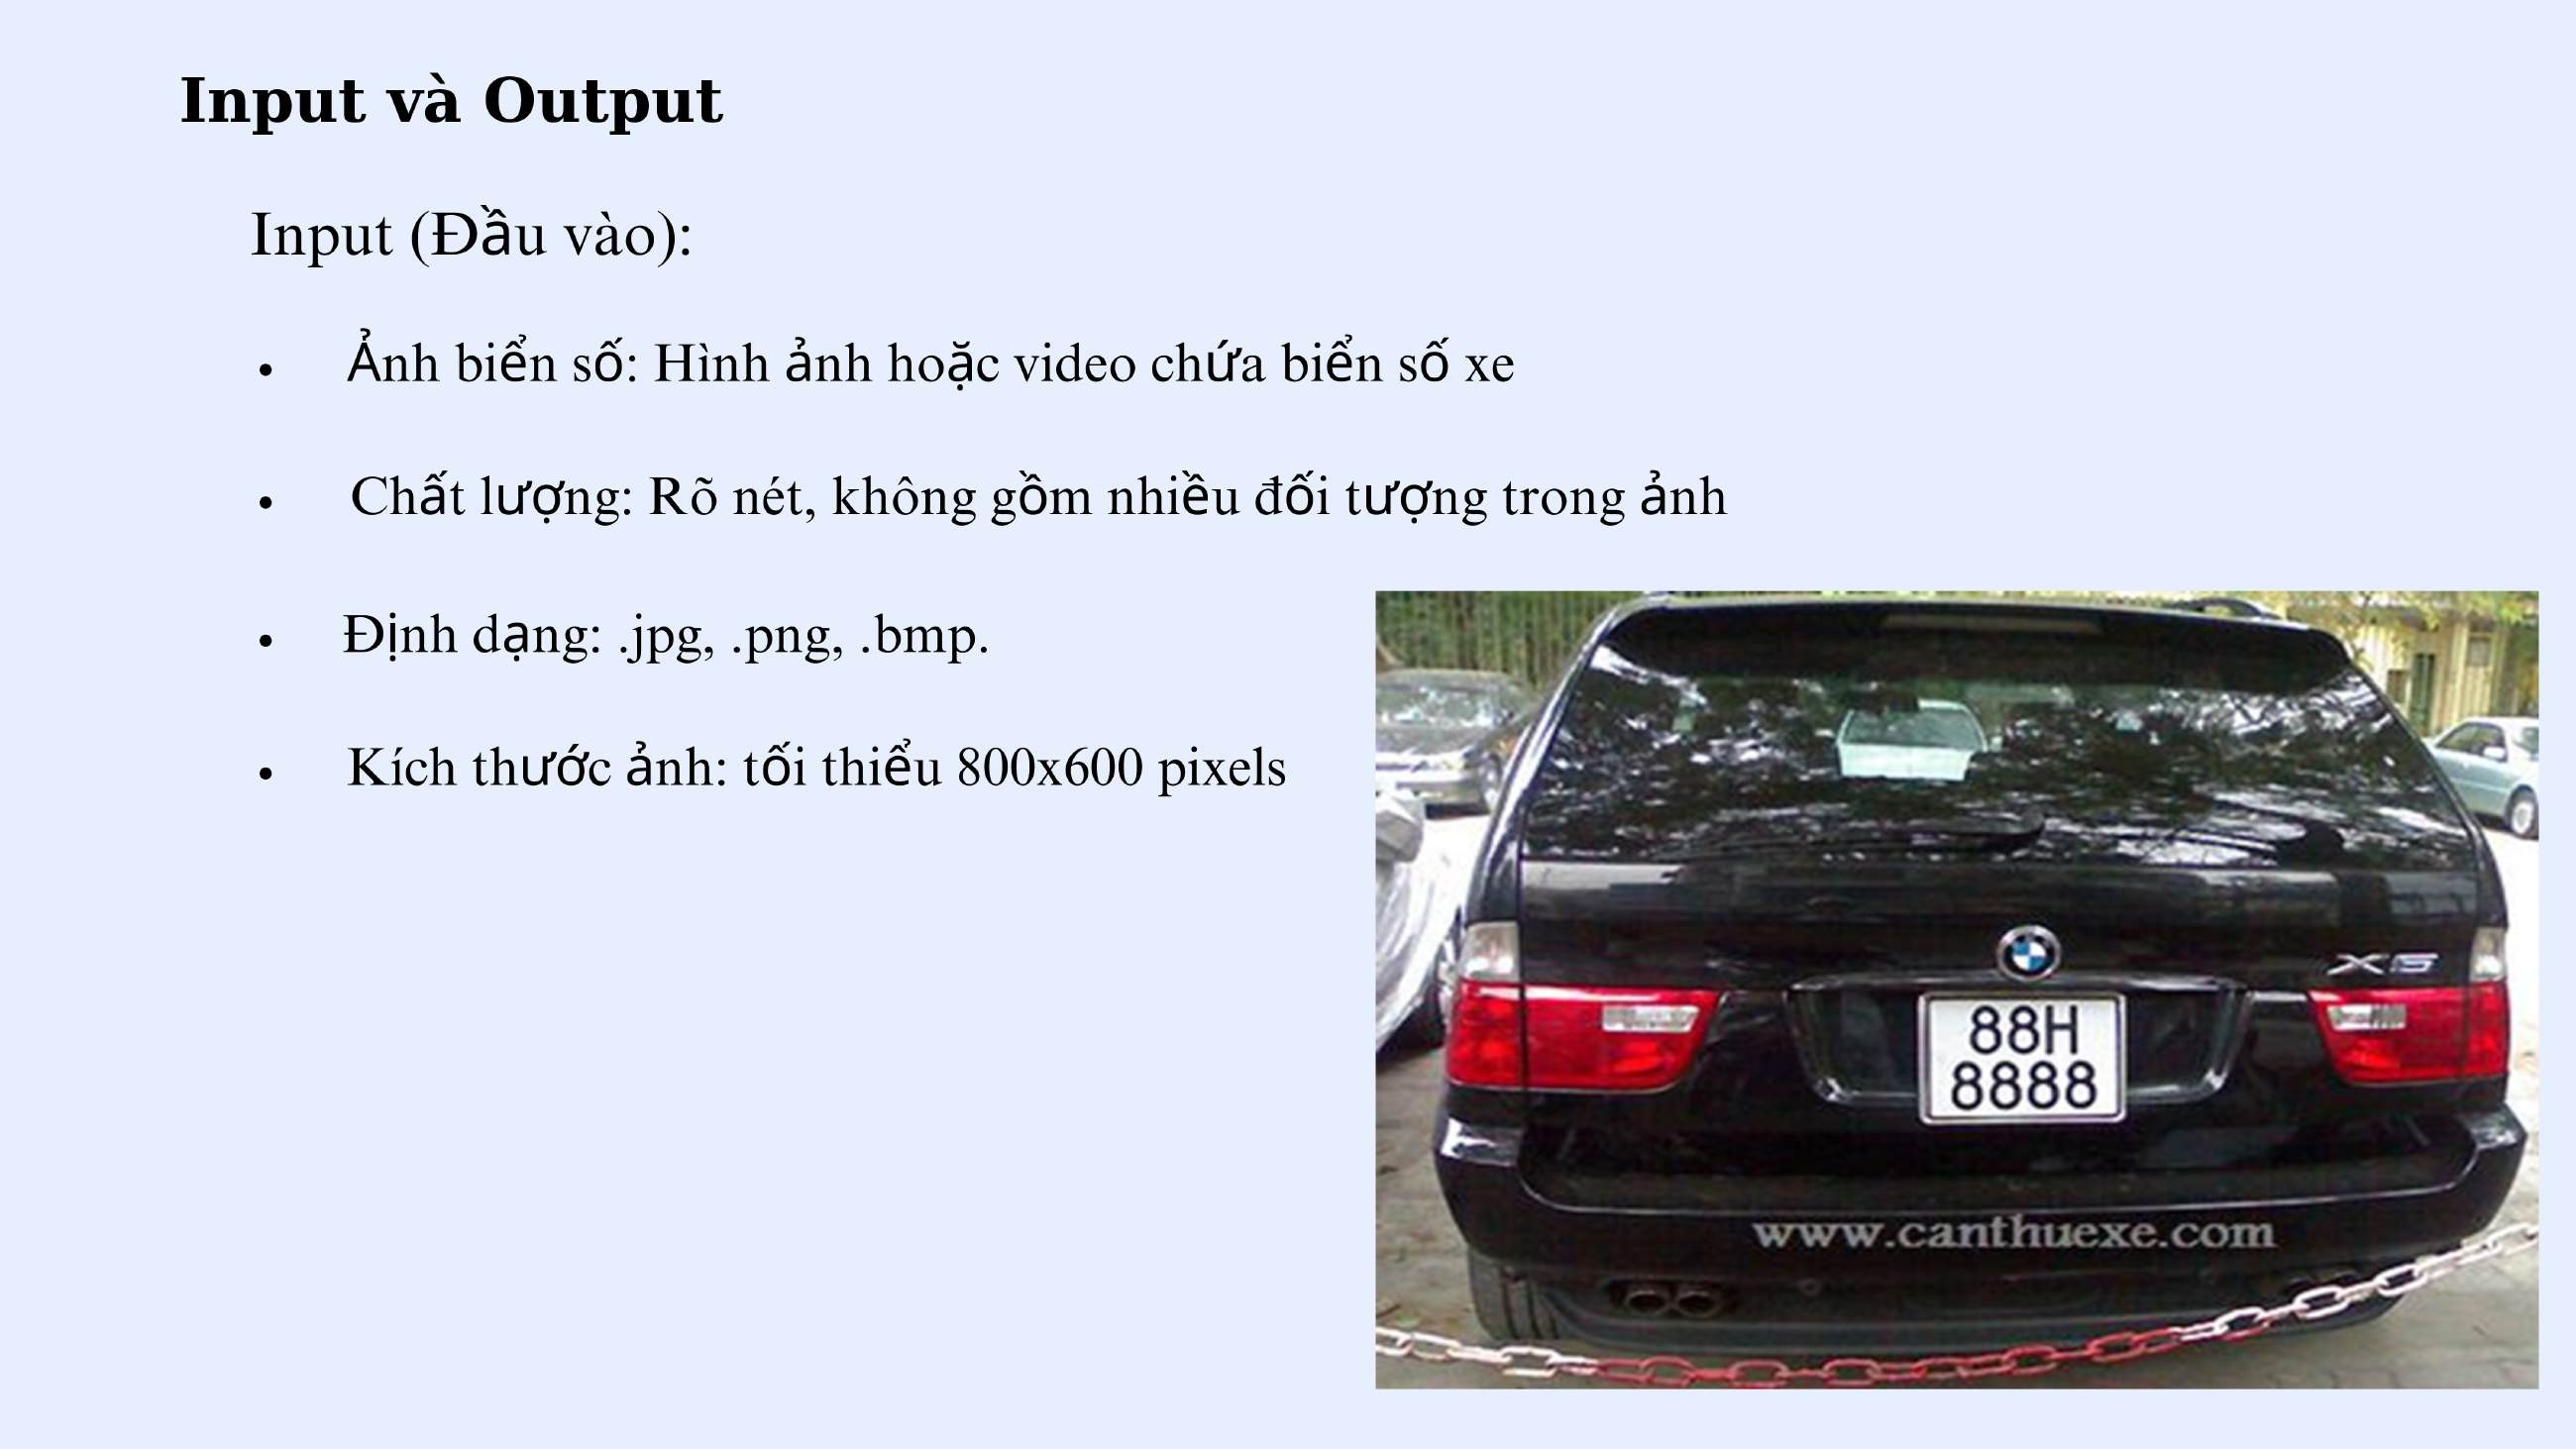 Input và Output
Input (Đầu vào):
• Ảnh biển số: Hình ảnh hoặc video chứa biển số xe
• Chất lượng: Rõ nét, không gồm nhiều đối tượng trong ảnh
• Định dạng: .jpg, .png, .bmp.
• Kích thước ảnh: tối thiểu 800x600 pixels
X5
88H
8888
www.canthuexe.com